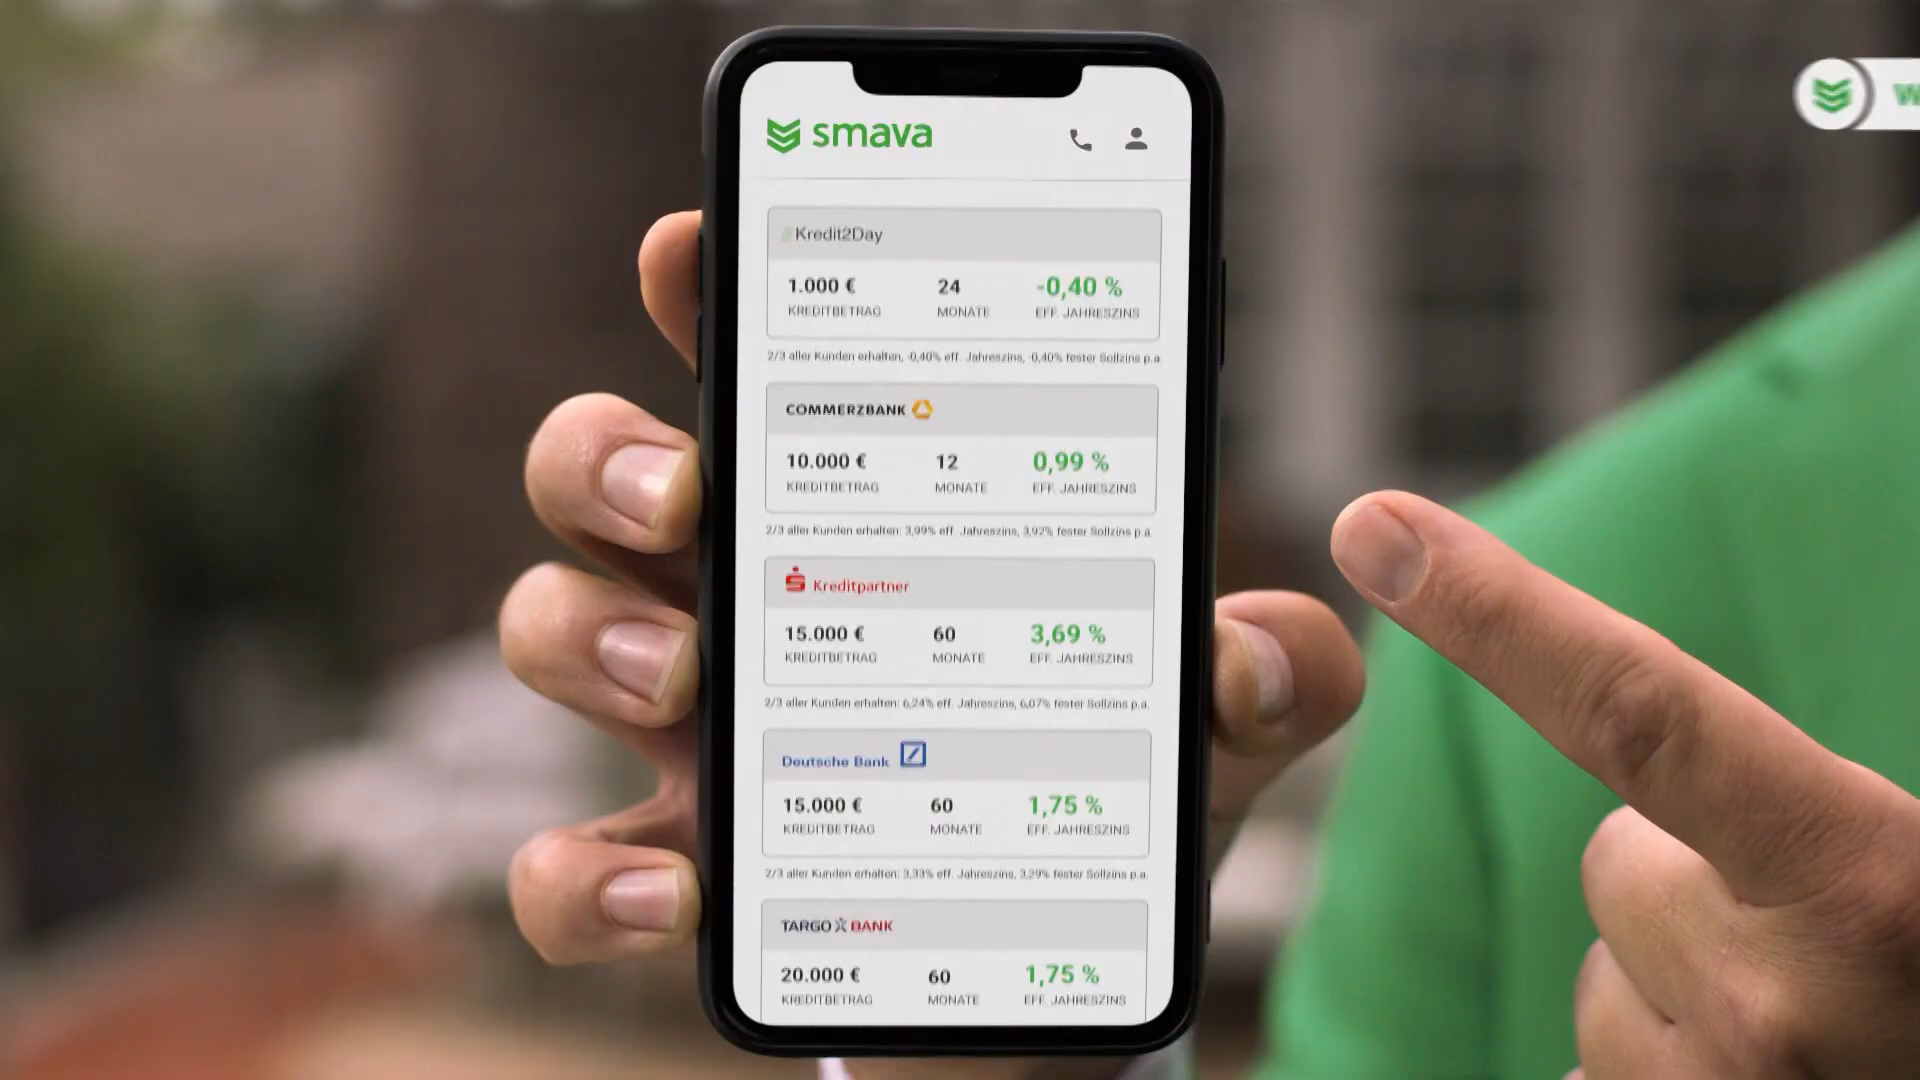 smava
Kredit2Day
1.000 € 24 -0,40 %
KREDITBETRAG MONATE EFF. JAHRESZINS
2/3 aller Kunden erhalten, -0,40% eff. Jahreszins, -0,40% fester Sollzins p.a
COMMERZBANK
10.000 € 12 0,99 %
KREDITBETRAG MONATE EFF. JAHRESZINS
2/3 aller Kunden erhalten: 3,99% eff. Jahreszins, 3,92% fester Sollzins p.a.
Kreditpartner
15.000 € 60 3,69 %
KREDITBETRAG MONATE EFF. JAHRESZINS
2/3 aller Kunden erhalten: 6,24% eff. Jahreszins, 6,07% fester Sollzins p.a.
Deutsche Bank
15.000 € 60 1,75 %
KREDITBETRAG MONATE EFF. JAHRESZINS
2/3 aller Kunden erhalten: 3,33% eff. Jahreszins, 3,29% fester Sollzins p.a.
TARGO BANK
20.000 € 60 1,75 %
KREDITBETRAG MONATE EFF. JAHRESZINS